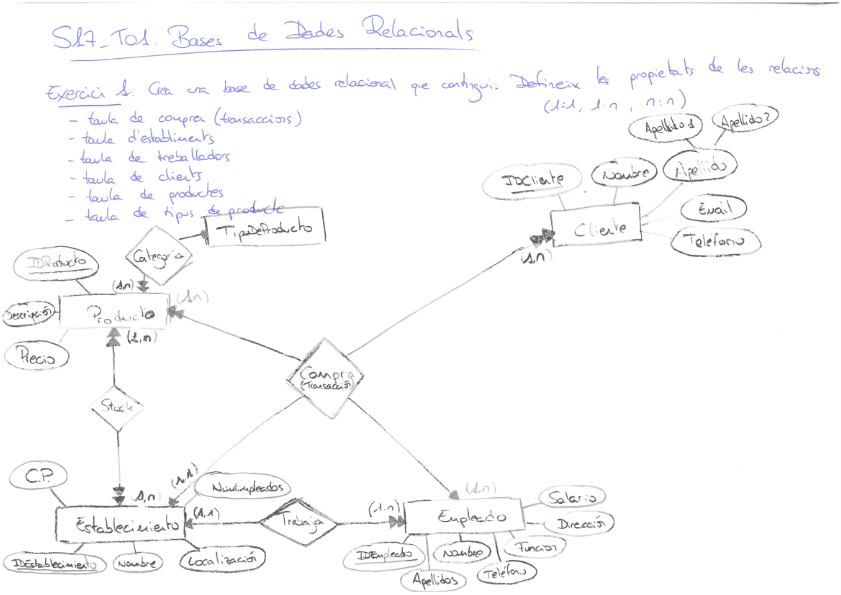 S17_T01. Bases de Dades Relacionals
Exercici 1. Crea una base de dades relacional que contingui: Defineix les propietats de les relacions
(1:1, 1:n, n:n)
- taula de compra (transaccions)
- taula d'establiments
- taula de treballadors
- taula de clients
- taula de productes
- taula de tipus de producte
Apellido1
Apellido2
IDCliente
Nombre
Apellido
Email
Cliente
Teléfono
(1.n)
TipoDeProducto
Categoria
IDProducto
(1.n)
(1.n)
Descripción
Producto
(1,n)
Precio
Compra
(Transacción)
Stock
C.P.
1,n
(1.1)
NumEmpleados
(1,1)
Establecimiento
Trabaja
(1.n)
(1.n)
Empleado
Salario
Dirección
Función
IDEstablecimiento
Nombre
Localización
IDEmpleado
Nombre
Apellidos
Teléfono